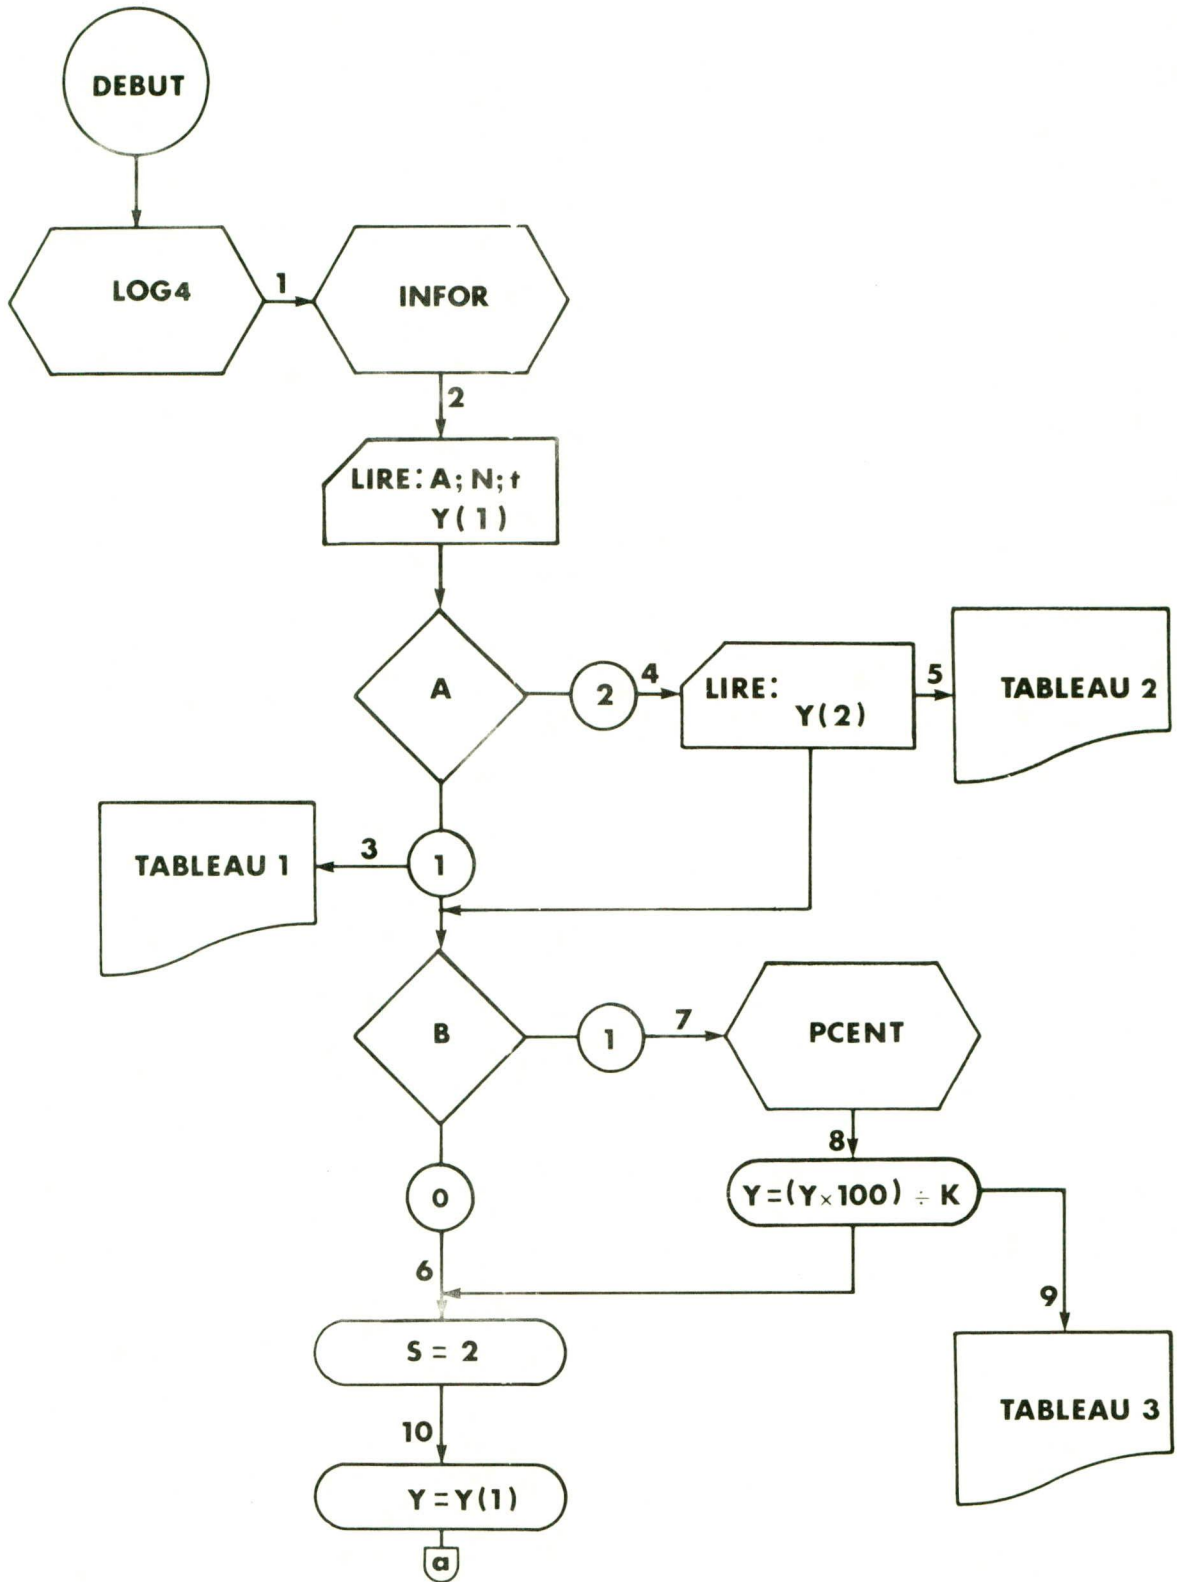 DEBUT
LOG4
1
INFOR
2
LIRE: A; N; t
Y(1)
A
2
4
LIRE:
Y(2)
5
TABLEAU 2
TABLEAU 1
3
1
B
1
7
PCENT
8
0
Y=(Y×100) ÷ K
6
9
S = 2
TABLEAU 3
10
Y=Y(1)
a